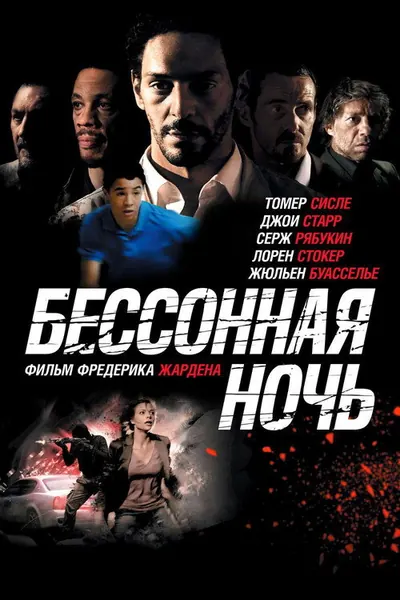 ТОМЕР СИСЛЕ
ДЖОИ СТАРР
СЕРЖ РЯБУКИН
ЛОРЕН СТОКЕР
ЖЮЛЬЕН БУАССЕЛЬЕ
БЕССОННАЯ
ФИЛЬМ ФРЕДЕРИКА ЖАРДЕНА
НОЧЬ